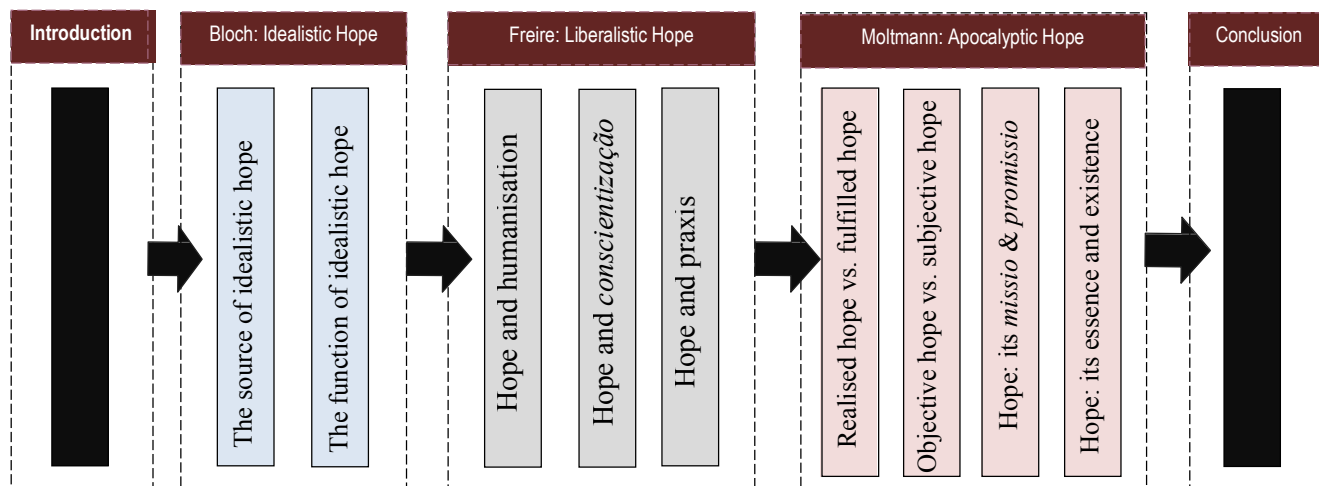 Introduction
Bloch: Idealistic Hope
The source of idealistic hope
The function of idealistic hope
Freire: Liberalistic Hope
Hope and humanisation
Hope and conscientização
Hope and praxis
Moltmann: Apocalyptic Hope
Realised hope vs. fulfilled hope
Objective hope vs. subjective hope
Hope: its missio & promissio
Hope: its essence and existence
Conclusion